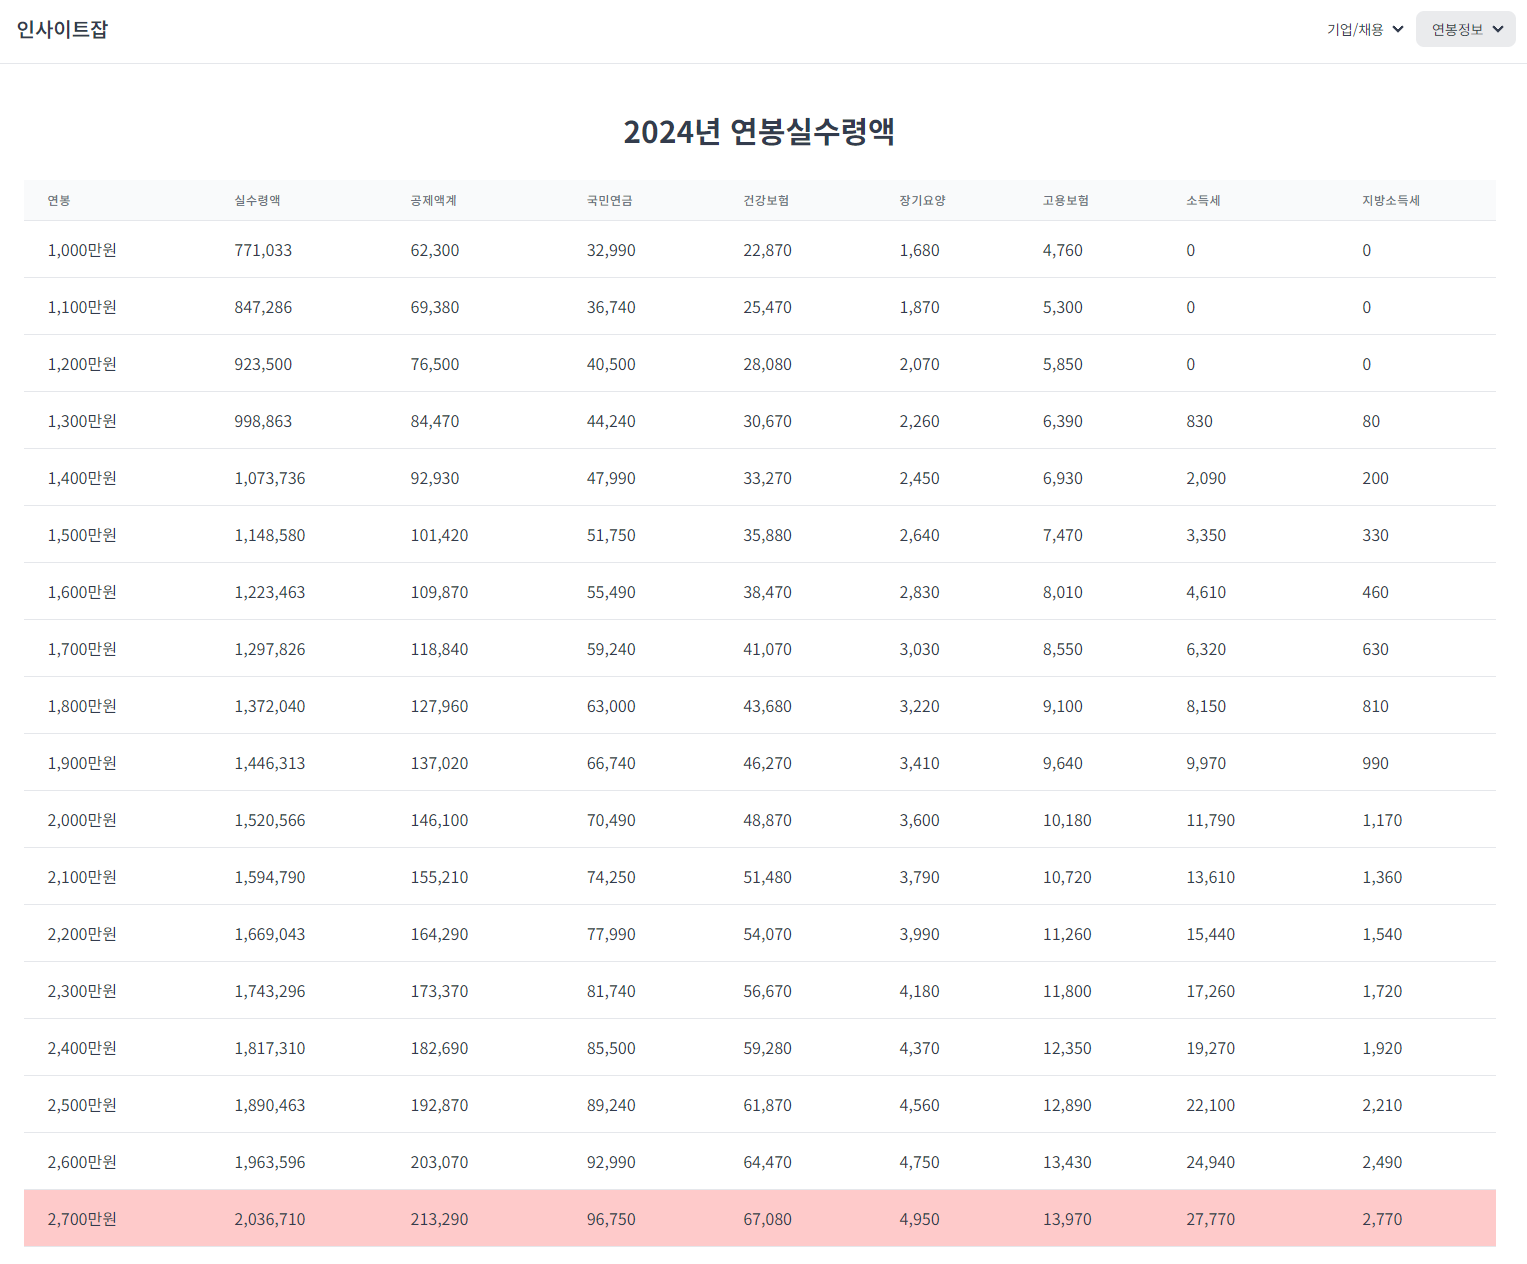 인사이트잡
기업/채용 연봉정보
2024년 연봉실수령액
연봉 실수령액 공제액계 국민연금 건강보험 장기요양 고용보험 소득세 지방소득세
1,000만원 771,033 62,300 32,990 22,870 1,680 4,760 0 0
1,100만원 847,286 69,380 36,740 25,470 1,870 5,300 0 0
1,200만원 923,500 76,500 40,500 28,080 2,070 5,850 0 0
1,300만원 998,863 84,470 44,240 30,670 2,260 6,390 830 80
1,400만원 1,073,736 92,930 47,990 33,270 2,450 6,930 2,090 200
1,500만원 1,148,580 101,420 51,750 35,880 2,640 7,470 3,350 330
1,600만원 1,223,463 109,870 55,490 38,470 2,830 8,010 4,610 460
1,700만원 1,297,826 118,840 59,240 41,070 3,030 8,550 6,320 630
1,800만원 1,372,040 127,960 63,000 43,680 3,220 9,100 8,150 810
1,900만원 1,446,313 137,020 66,740 46,270 3,410 9,640 9,970 990
2,000만원 1,520,566 146,100 70,490 48,870 3,600 10,180 11,790 1,170
2,100만원 1,594,790 155,210 74,250 51,480 3,790 10,720 13,610 1,360
2,200만원 1,669,043 164,290 77,990 54,070 3,990 11,260 15,440 1,540
2,300만원 1,743,296 173,370 81,740 56,670 4,180 11,800 17,260 1,720
2,400만원 1,817,310 182,690 85,500 59,280 4,370 12,350 19,270 1,920
2,500만원 1,890,463 192,870 89,240 61,870 4,560 12,890 22,100 2,210
2,600만원 1,963,596 203,070 92,990 64,470 4,750 13,430 24,940 2,490
2,700만원 2,036,710 213,290 96,750 67,080 4,950 13,970 27,770 2,770